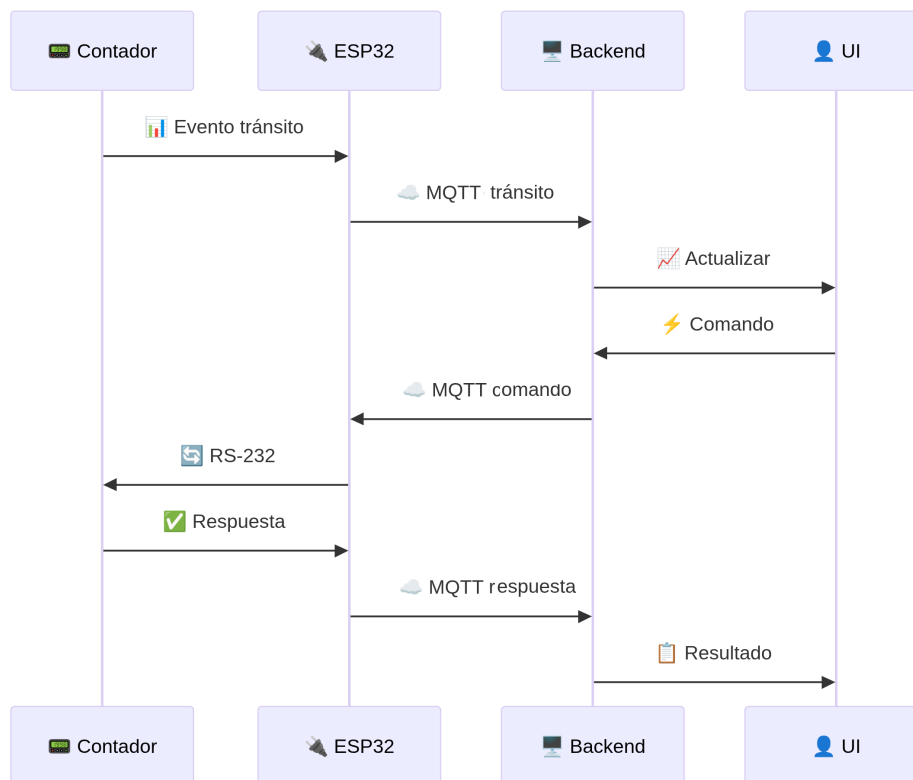 📟 Contador
🔌 ESP32
🖥️ Backend
👤 UI
📊 Evento tránsito
☁️ MQTT tránsito
📈 Actualizar
⚡ Comando
☁️ MQTT comando
🔄 RS-232
✅ Respuesta
☁️ MQTT respuesta
📋 Resultado
📟 Contador
🔌 ESP32
🖥️ Backend
👤 UI